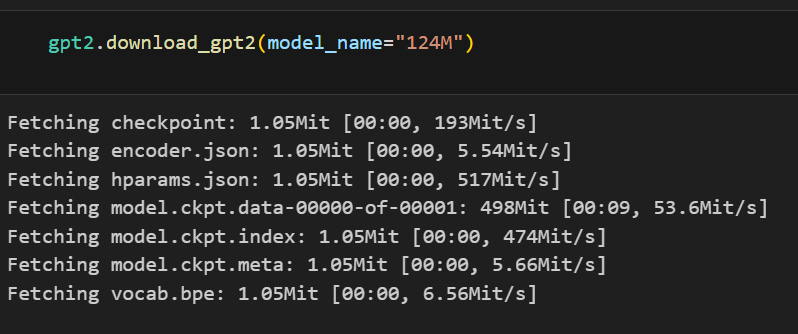 gpt2.download_gpt2(model_name="124M")
Fetching checkpoint: 1.05Mit [00:00, 193Mit/s]
Fetching encoder.json: 1.05Mit [00:00, 5.54Mit/s]
Fetching hparams.json: 1.05Mit [00:00, 517Mit/s]
Fetching model.ckpt.data-00000-of-00001: 498Mit [00:09, 53.6Mit/s]
Fetching model.ckpt.index: 1.05Mit [00:00, 474Mit/s]
Fetching model.ckpt.meta: 1.05Mit [00:00, 5.66Mit/s]
Fetching vocab.bpe: 1.05Mit [00:00, 6.56Mit/s]